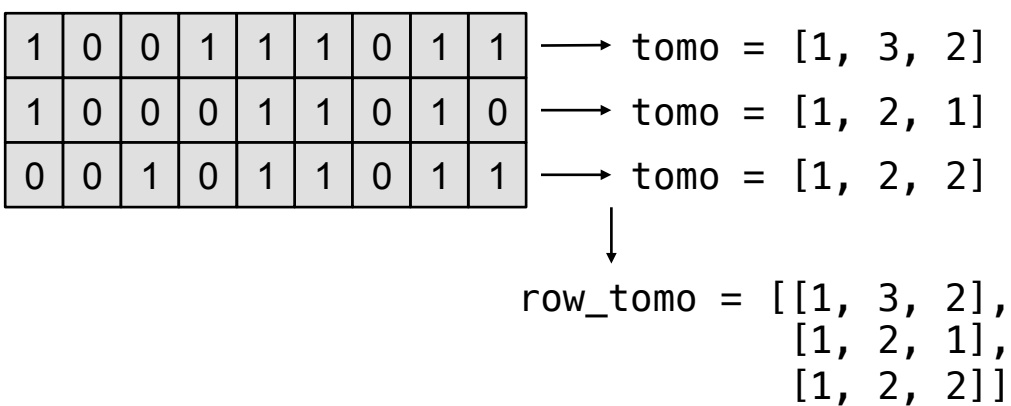 1 0 0 1 1 1 0 1 1 tomo = [1, 3, 2]
1 0 0 0 1 1 0 1 0 tomo = [1, 2, 1]
0 0 1 0 1 1 0 1 1 tomo = [1, 2, 2]
row_tomo = [[1, 3, 2],
[1, 2, 1],
[1, 2, 2]]